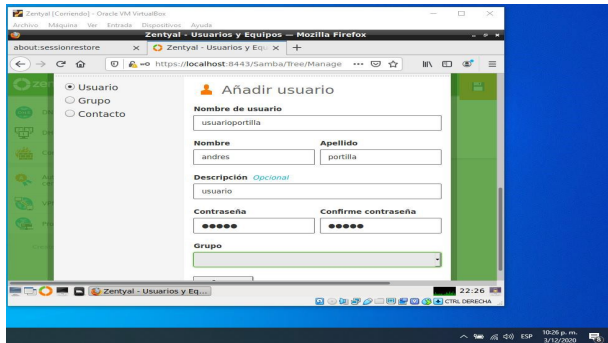 Zentyal [Corriendo] - Oracle VM VirtualBox
Archivo Máquina Ver Entrada Dispositivos Ayuda
Zentyal - Usuarios y Equipos — Mozilla Firefox
about:sessionrestore
Zentyal - Usuarios y Equ
https://localhost:8443/Samba/Tree/Manage
zen
Usuario
Grupo
Contacto
Añadir usuario
Nombre de usuario
usuarioportilla
Nombre
Apellido
andres
portilla
Descripción Opcional
usuario
Contraseña
Confirme contraseña
Grupo
Zentyal - Usuarios y Eq...
22:26
CTRL DERECHA
ESP
10:26 p. m.
3/12/2020